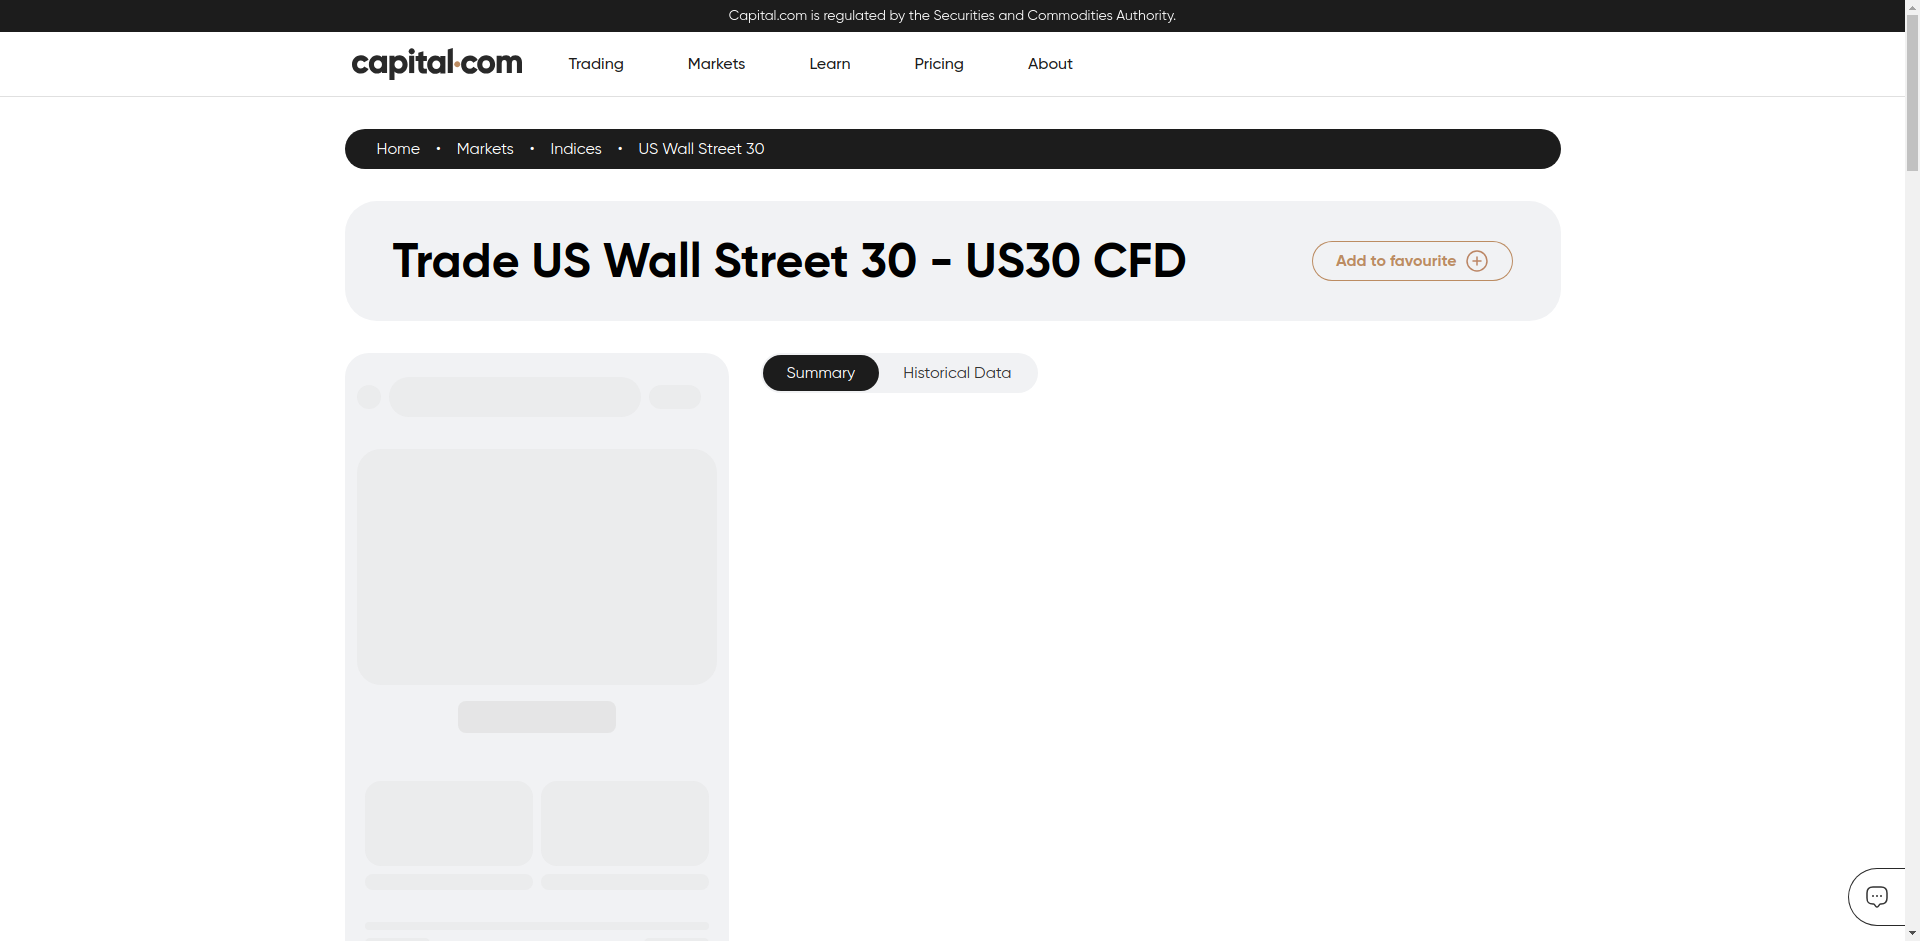 Capital.com is regulated by the Securities and Commodities Authority.
capital.com Trading Markets Learn Pricing About
Home • Markets • Indices • US Wall Street 30
Trade US Wall Street 30 - US30 CFD
Add to favourite
Summary Historical Data